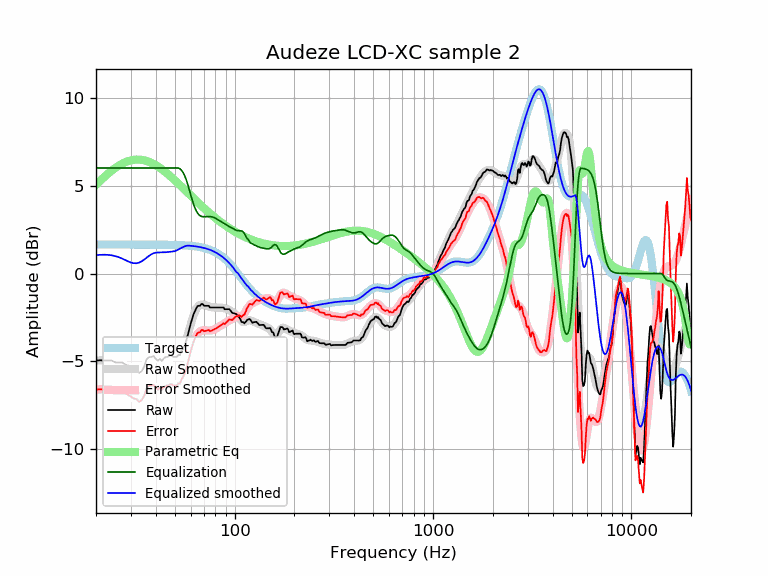 Audeze LCD-XC sample 2
Amplitude (dBr)
10
5
0
−5
−10
Target
Raw Smoothed
Error Smoothed
Raw
Error
Parametric Eq
Equalization
Equalized smoothed
100
1000
10000
Frequency (Hz)